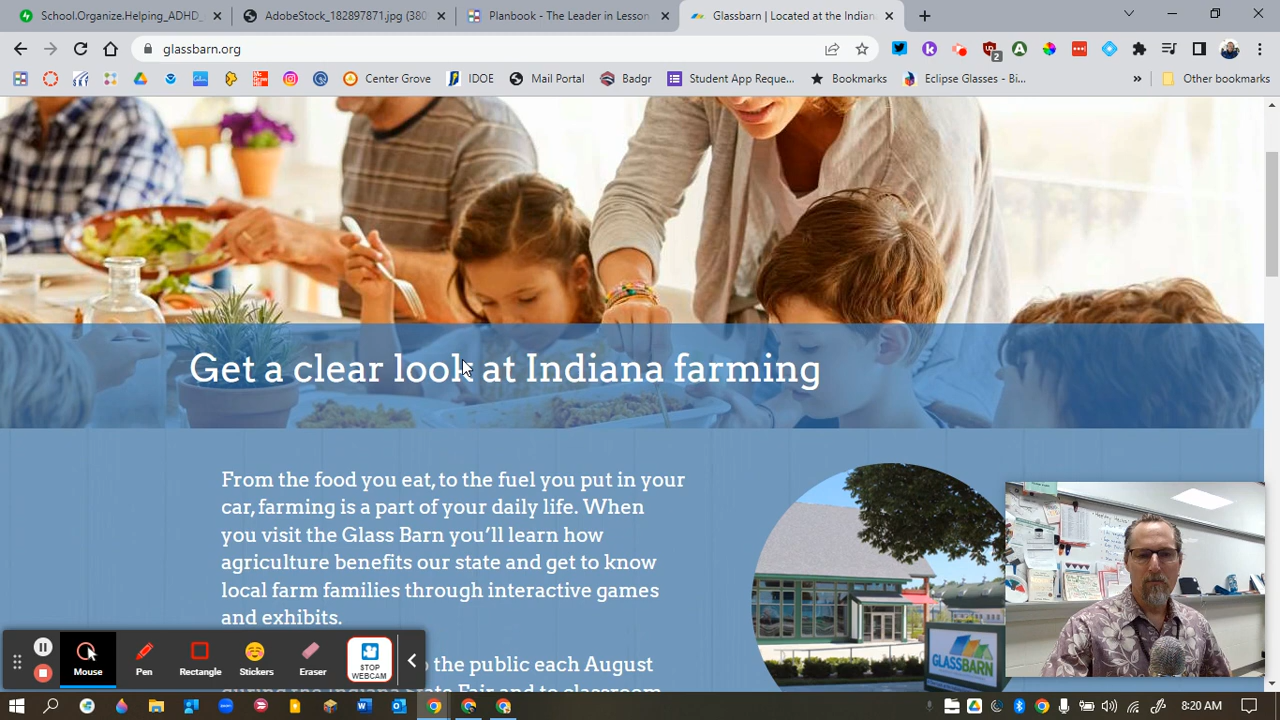 School.Organize.Helping_ADHD_
AdobeStock_182897871.jpg (380
Planbook - The Leader in Lesson
Glassbarn | Located at the Indian
glassbarn.org
2
Center Grove
IDOE
Mail Portal
Badgr
Student App Reque...
Bookmarks
Eclipse Glasses - Bi...
Other bookmarks
Get a clear look at Indiana farming
From the food you eat, to the fuel you put in your
car, farming is a part of your daily life. When
you visit the Glass Barn you'll learn how
agriculture benefits our state and get to know
local farm families through interactive games
and exhibits.
the public each August
GLASSBARN
Mouse
Pen
Rectangle
Stickers
Eraser
STOP
WEBCAM
8:20 AM